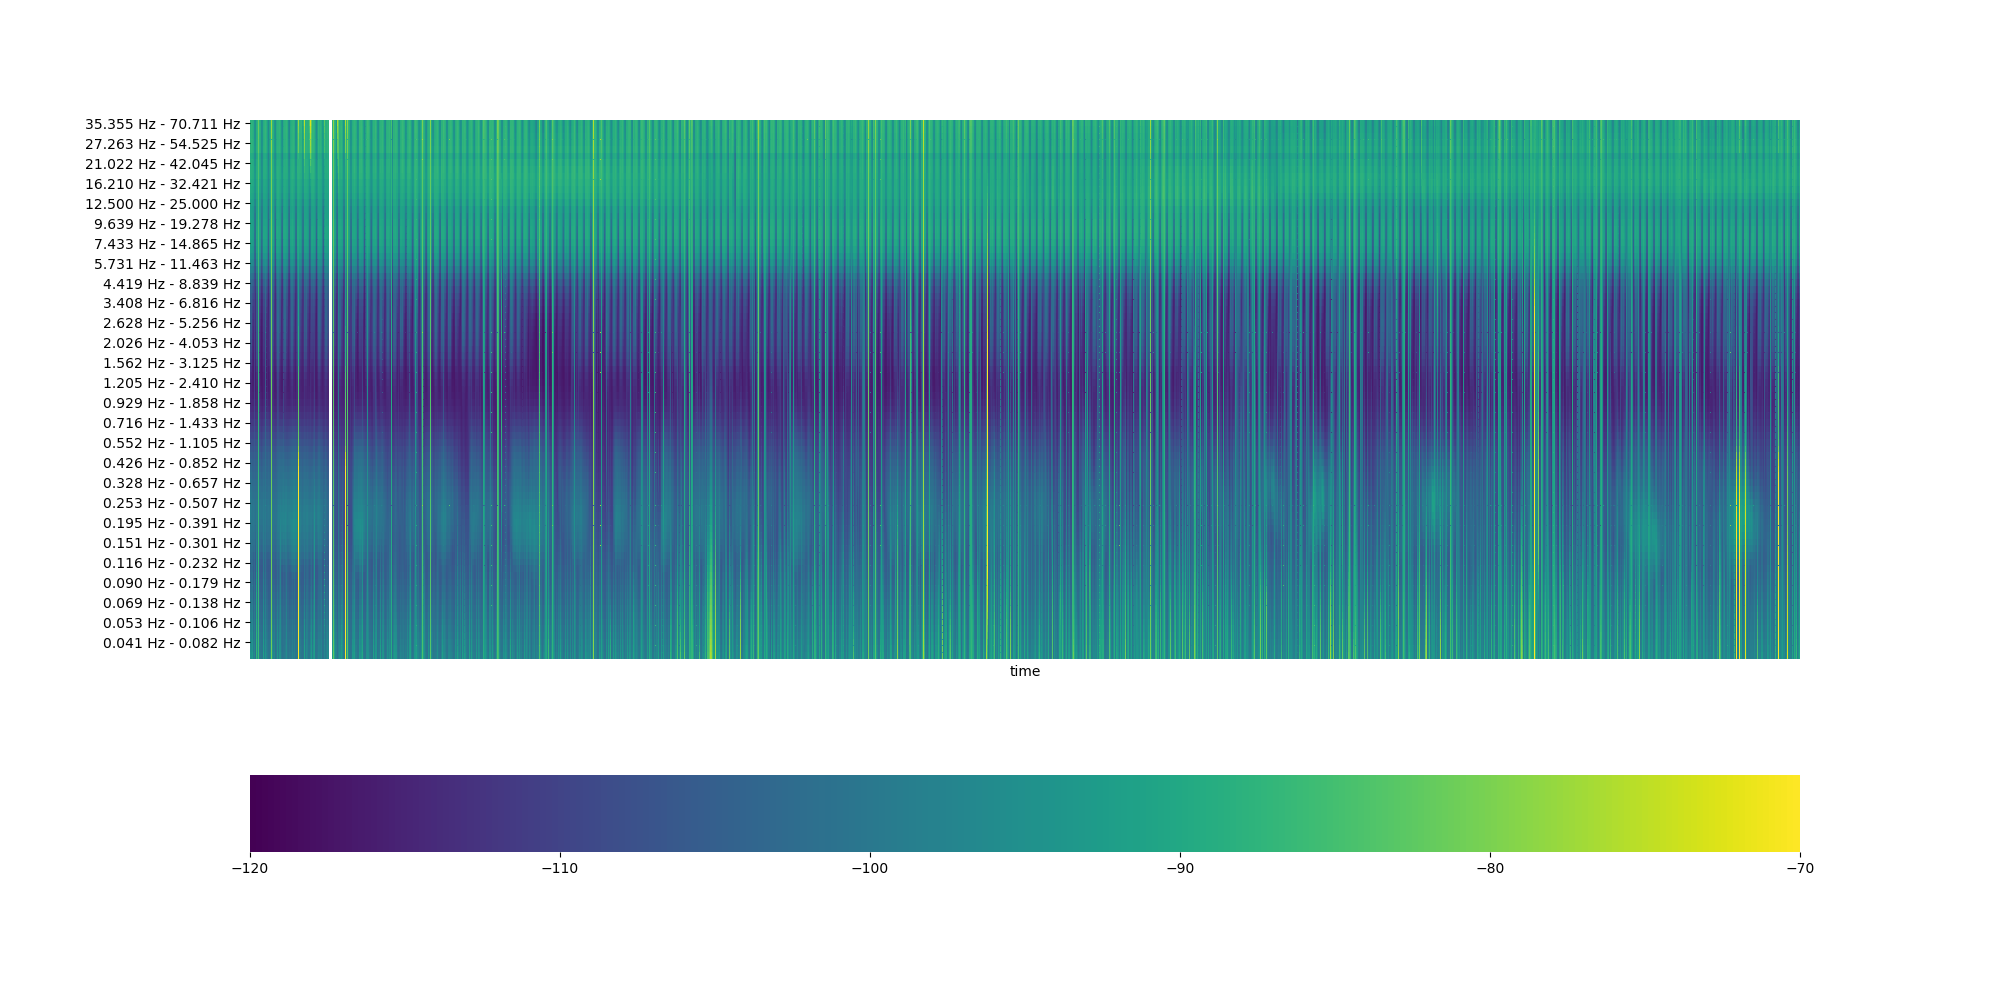 35.355 Hz - 70.711 Hz
27.263 Hz - 54.525 Hz
21.022 Hz - 42.045 Hz
16.210 Hz - 32.421 Hz
12.500 Hz - 25.000 Hz
9.639 Hz - 19.278 Hz
7.433 Hz - 14.865 Hz
5.731 Hz - 11.463 Hz
4.419 Hz - 8.839 Hz
3.408 Hz - 6.816 Hz
2.628 Hz - 5.256 Hz
2.026 Hz - 4.053 Hz
1.562 Hz - 3.125 Hz
1.205 Hz - 2.410 Hz
0.929 Hz - 1.858 Hz
0.716 Hz - 1.433 Hz
0.552 Hz - 1.105 Hz
0.426 Hz - 0.852 Hz
0.328 Hz - 0.657 Hz
0.253 Hz - 0.507 Hz
0.195 Hz - 0.391 Hz
0.151 Hz - 0.301 Hz
0.116 Hz - 0.232 Hz
0.090 Hz - 0.179 Hz
0.069 Hz - 0.138 Hz
0.053 Hz - 0.106 Hz
0.041 Hz - 0.082 Hz
time
−120 −110 −100 −90 −80 −70